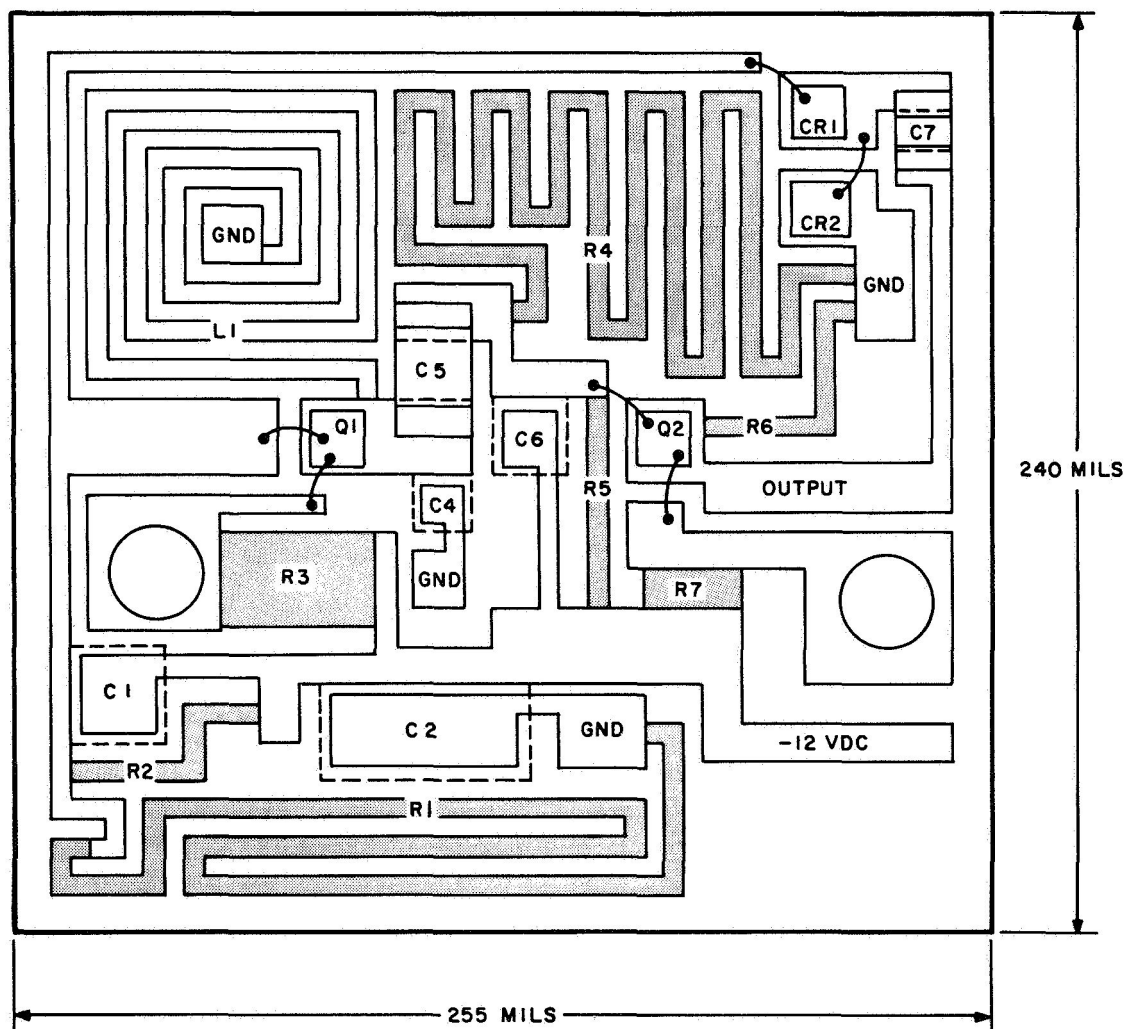 CR1
C7
GND
CR2
R4
GND
L1
C5
Q1
C6
Q2
R6
240 MILS
R5
OUTPUT
C4
R3
GND
R7
C1
C2
GND
-12 VDC
R2
R1
255 MILS